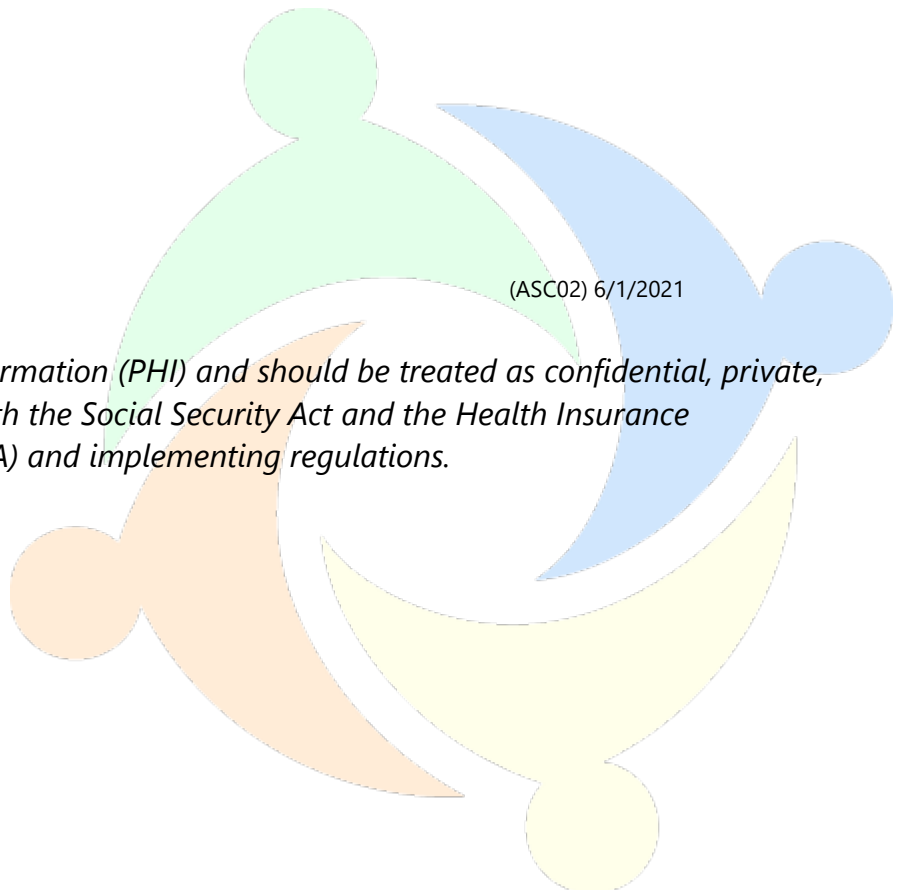 (ASC02) 6/1/2021
rmation (PHI) and should be treated as confidential, private,
th the Social Security Act and the Health Insurance
A) and implementing regulations.